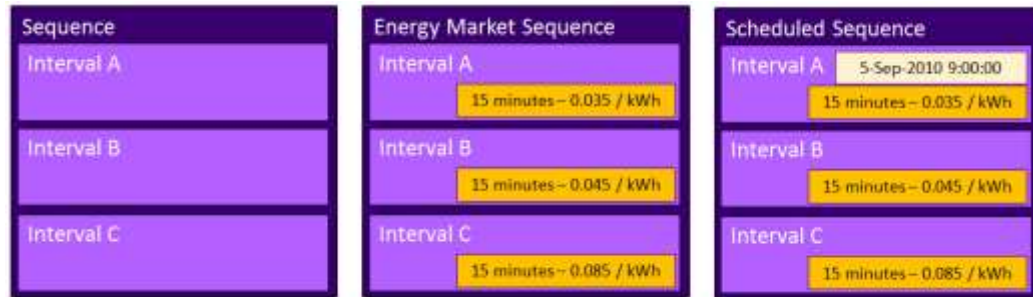 Sequence
Interval A
Interval B
Interval C
Energy Market Sequence
Interval A
15 minutes – 0.035 / kWh
Interval B
15 minutes – 0.045 / kWh
Interval C
15 minutes – 0.085 / kWh
Scheduled Sequence
Interval A
5-Sep-2010 9:00:00
15 minutes – 0.035 / kWh
Interval B
15 minutes – 0.045 / kWh
Interval C
15 minutes – 0.085 / kWh